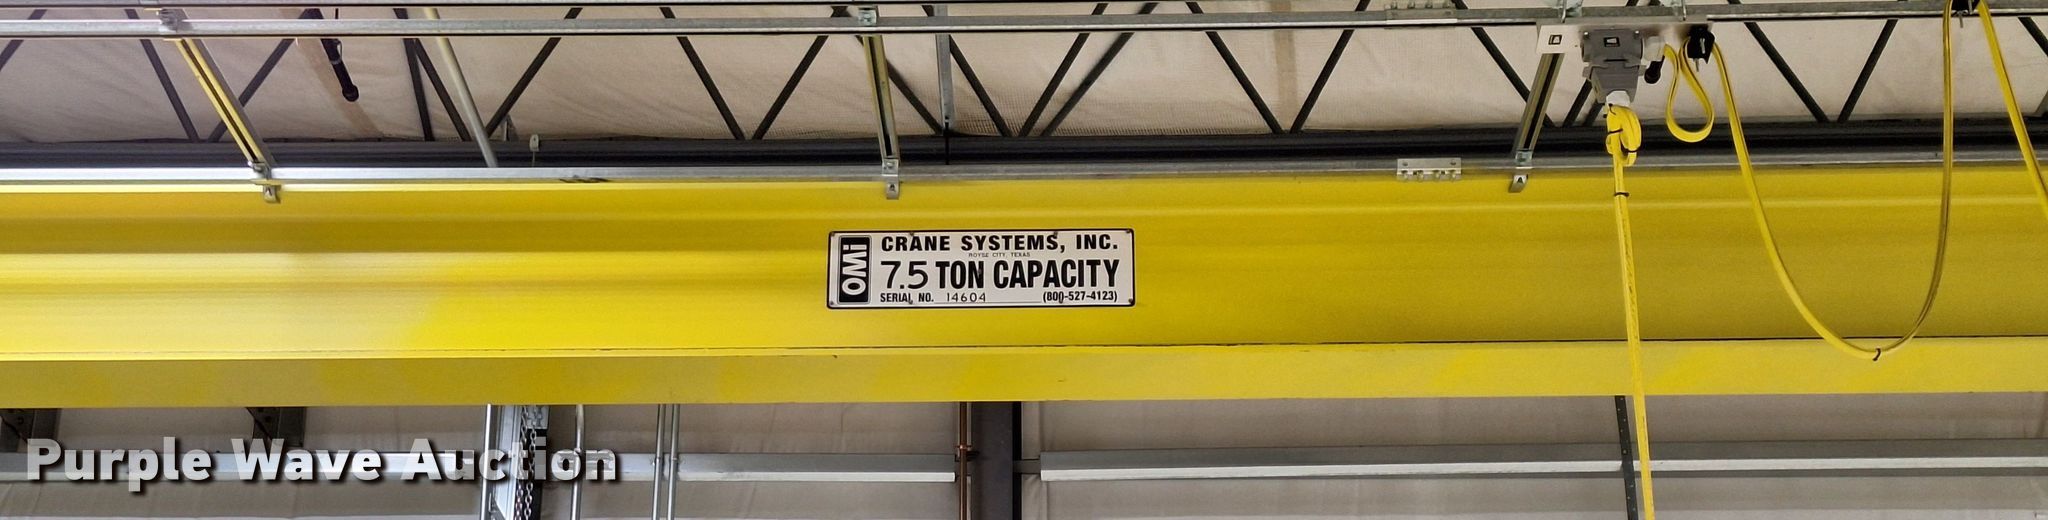 OMi
CRANE SYSTEMS, INC.
ROYSE CITY, TEXAS
7.5 TON CAPACITY
SERIAL NO. 14604 (800-527-4123)
Purple Wave Auction